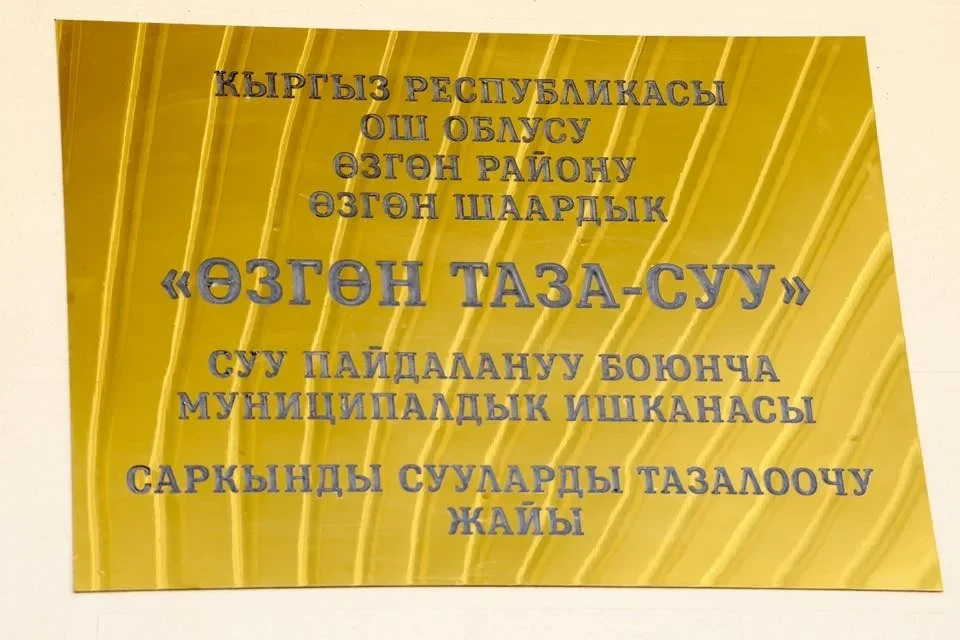 КЫРГЫЗ РЕСПУБЛИКАСЫ
ОШ ОБЛУСУ
ӨЗГӨН РАЙОНУ
ӨЗГӨН ШААРДЫК
«ӨЗГӨН ТАЗА-СУУ»
СУУ ПАЙДАЛАНУУ БОЮНЧА
МУНИЦИПАЛДЫК ИШКАНАСЫ
САРКЫНДЫ СУУЛАРДЫ ТАЗАЛООЧУ
ЖАЙЫ